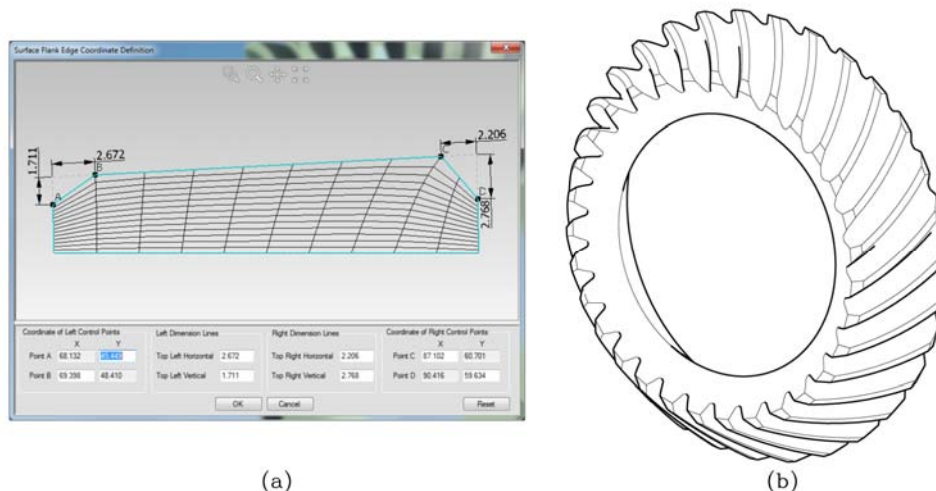 Surface Flank Edge Coordinate Definition
1.711
2.672
2.206
2.768
A
B
C
D
Coordinate of Left Control Points
X Y
Point A 68.132
Point B 69.398 48.410
Left Dimension Lines
Top Left Horizontal 2.672
Top Left Vertical 1.711
Right Dimension Lines
Top Right Horizontal 2.206
Top Right Vertical 2.768
Coordinate of Right Control Points
X Y
Point C 87.102 60.701
Point D 90.416 59.634
OK Cancel Reset
(a)
(b)